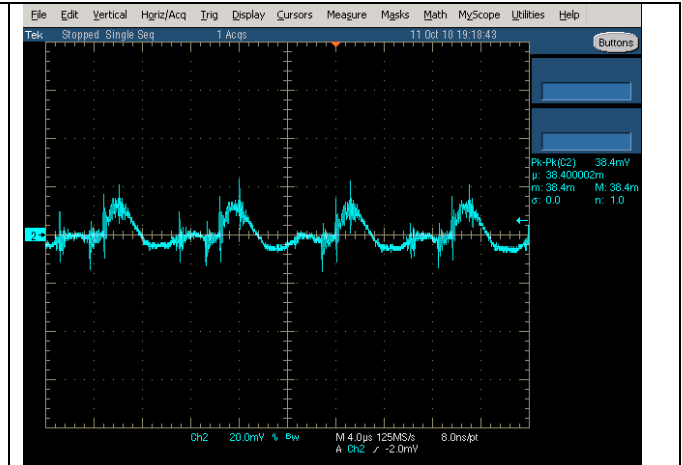 File Edit Vertical Horiz/Acq Trig Display Cursors Measure Masks Math MyScope Utilities Help
Tek Stopped Single Seq 1 Acqs 11 Oct 10 19:18:43
Buttons
Pk-Pk(C2) 38.4mV
µ: 38.400002m
m: 38.4m M: 38.4m
σ: 0.0 n: 1.0
2
Ch2 20.0mV % Bw M 4.0µs 125MS/s 8.0ns/pt
A Ch2 ∕ -2.0mV